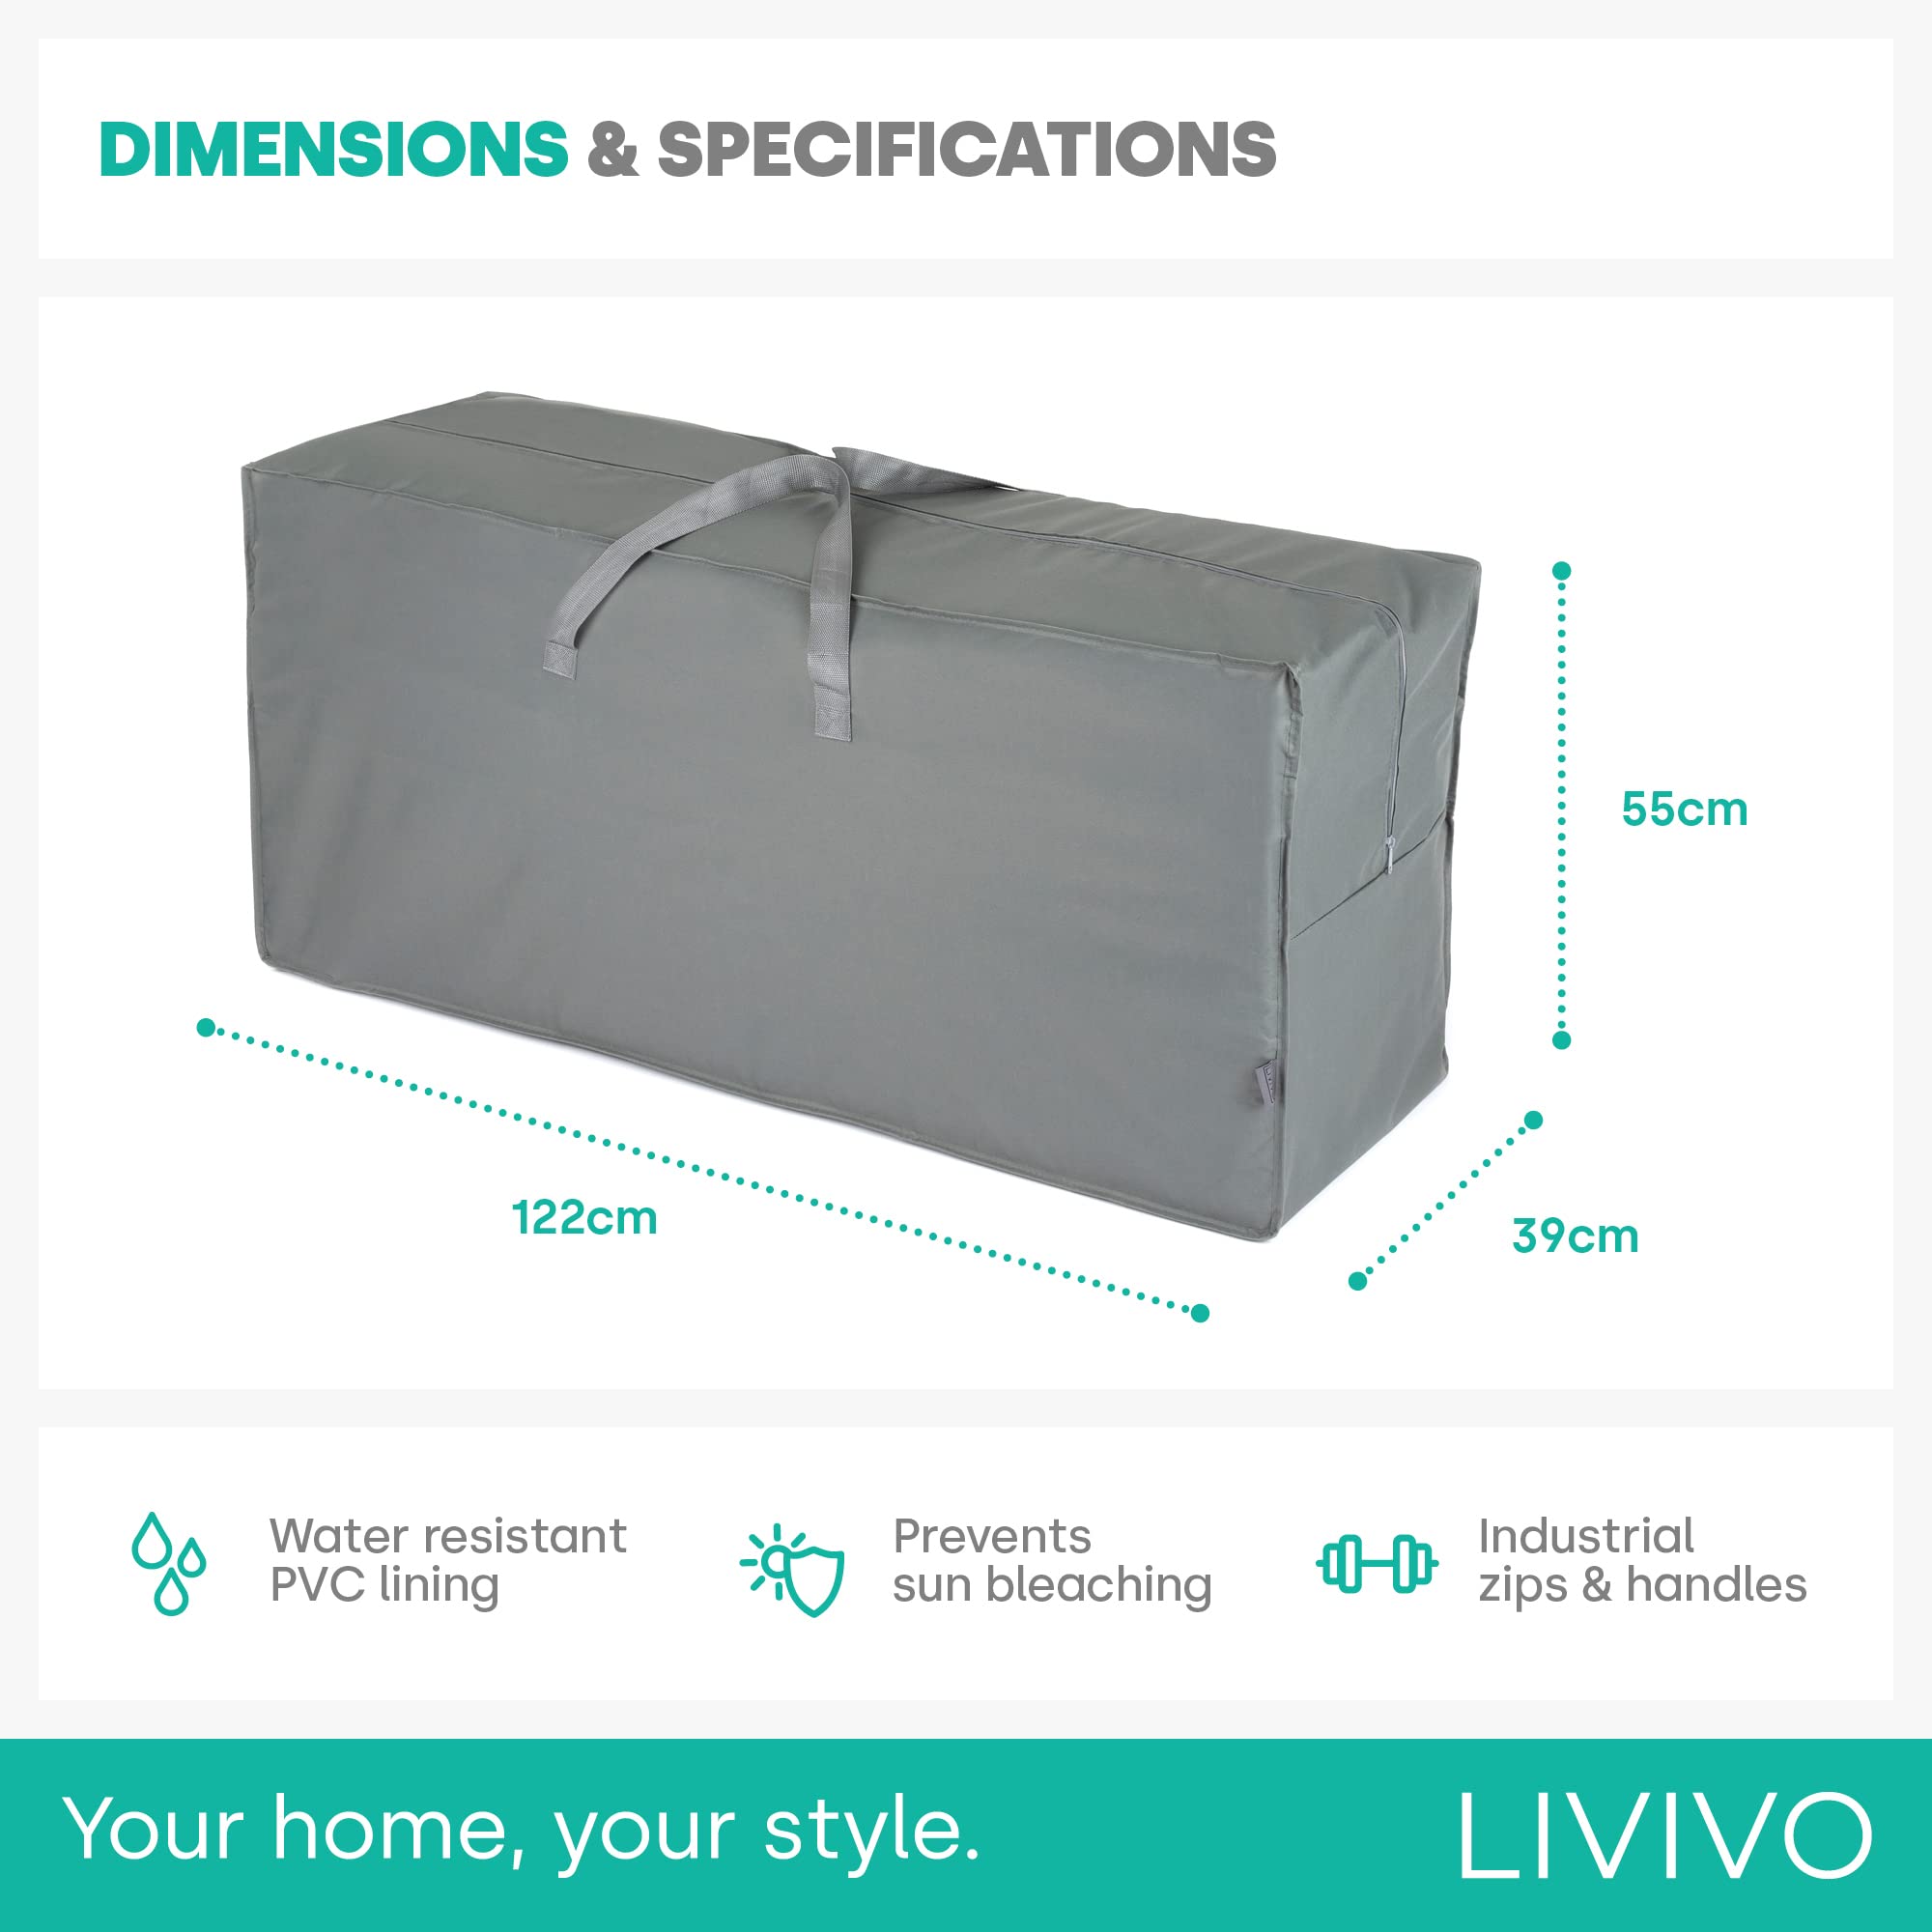 DIMENSIONS & SPECIFICATIONS
55cm
122cm
39cm
Water resistant
PVC lining
Prevents
sun bleaching
Industrial
zips & handles
Your home, your style.
LIVIVO